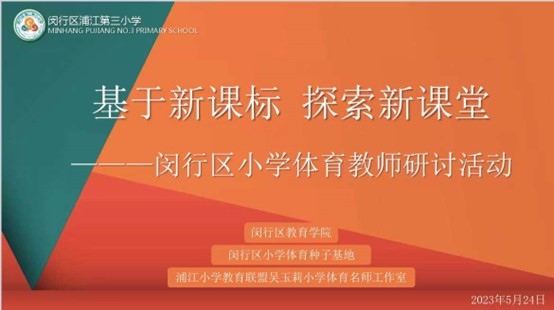 闵行区浦江第三小学
MINHANG PUJIANG NO.3 PRIMARY SCHOOL
基于新课标 探索新课堂
———闵行区小学体育教师研讨活动
闵行区教育学院
闵行区小学体育种子基地
浦江小学教育联盟吴玉莉小学体育名师工作室
2023年5月24日